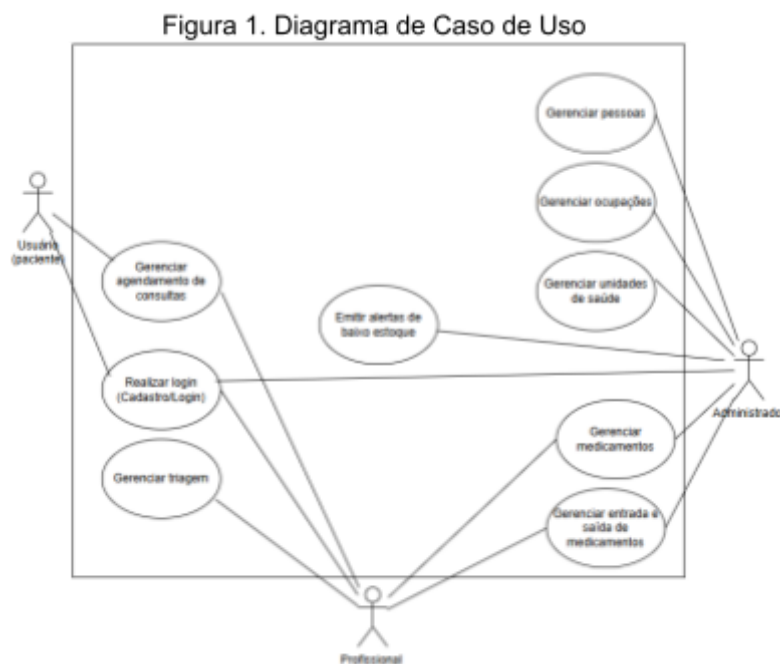 Figura 1. Diagrama de Caso de Uso
Gerenciar pessoas
Gerenciar ocupações
Usuário
(paciente)
Gerenciar
agendamento de
consultas
Gerenciar unidades
de saúde
Emitir alertas de
baixo estoque
Realizar login
(Cadastro/Login)
Administrado
Gerenciar
medicamentos
Gerenciar triagem
Gerenciar entrada e
saída de
medicamentos
Profissional